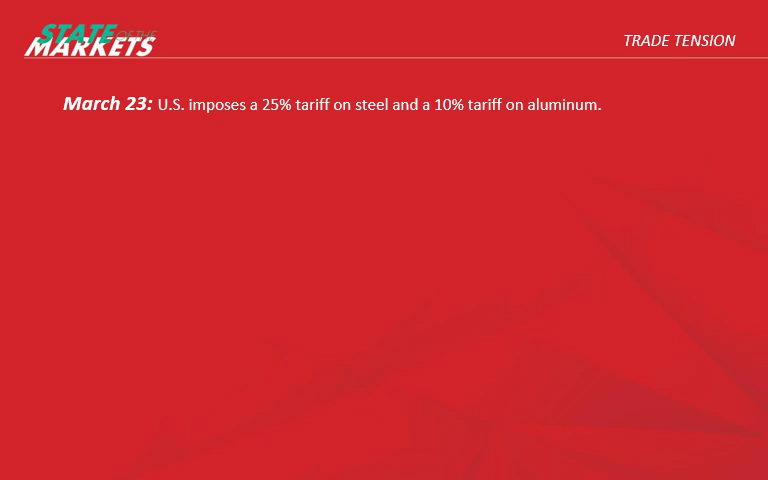 STATE OF THE
MARKETS
TRADE TENSION
March 23: U.S. imposes a 25% tariff on steel and a 10% tariff on aluminum.